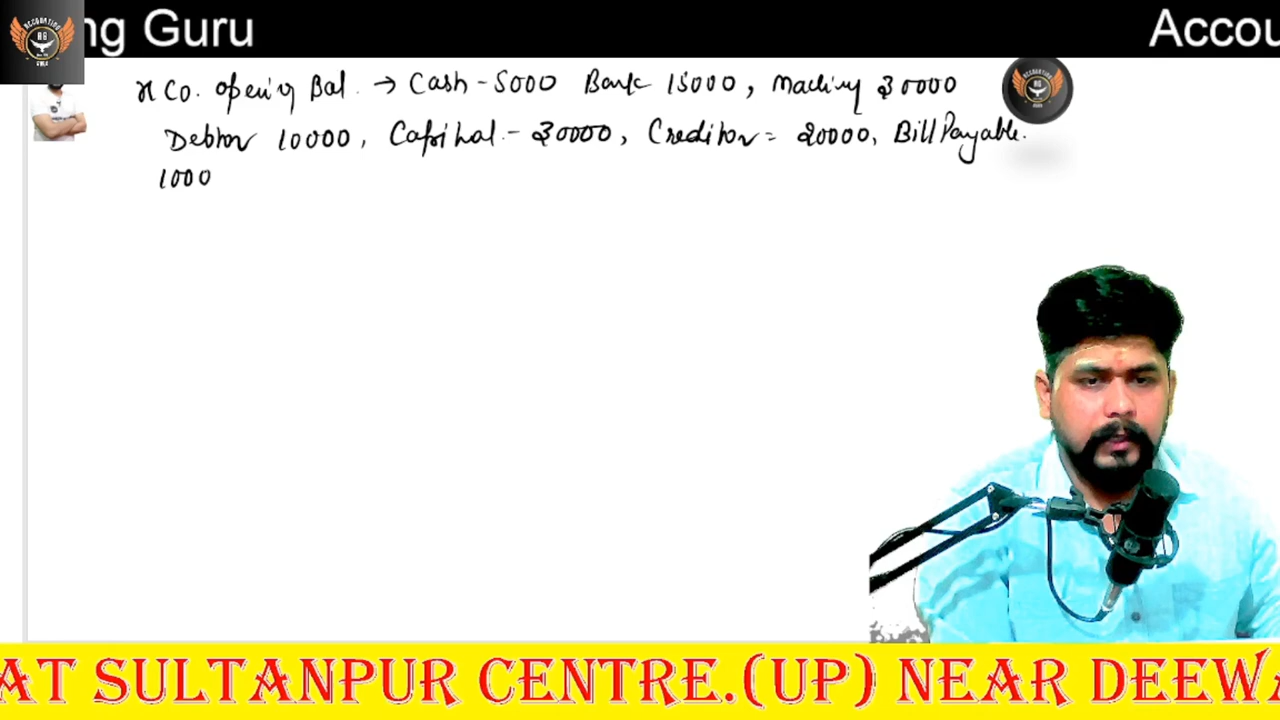 ng Guru
Accou
x Co. opening Bal. → Cash - 5000 Bank 15000, Machinery 30000
Debtor 10000, Capital - 30000, Creditor = 20000, Bill Payable.
1000
AT SULTANPUR CENTRE.(UP) NEAR DEEWA